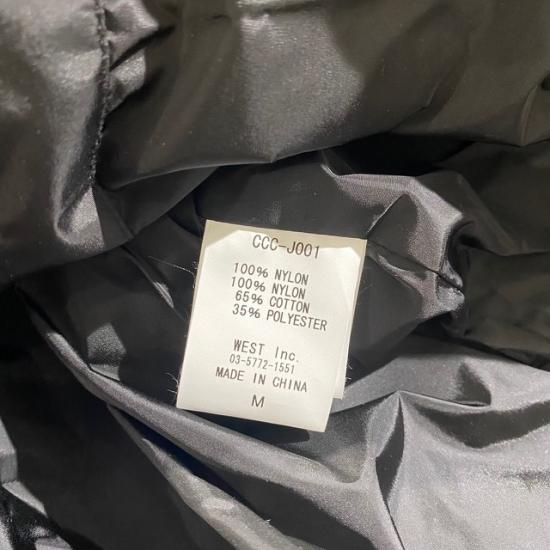 CCC-J001
100% NYLON
100% NYLON
65% COTTON
35% POLYESTER
WEST Inc.
03-5772-1551
MADE IN CHINA
M